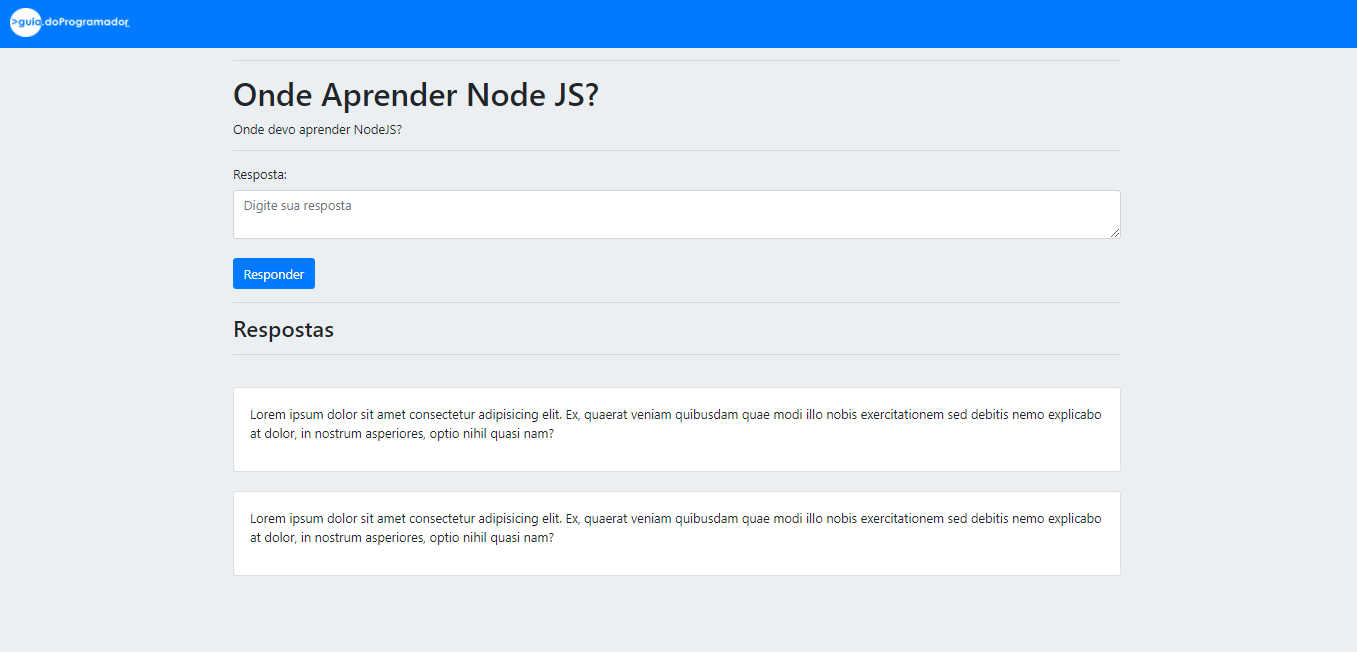 >guia.doProgramador_
Onde Aprender Node JS?
Onde devo aprender NodeJS?
Resposta:
Digite sua resposta
Responder
Respostas
Lorem ipsum dolor sit amet consectetur adipisicing elit. Ex, quaerat veniam quibusdam quae modi illo nobis exercitationem sed debitis nemo explicabo
at dolor, in nostrum asperiores, optio nihil quasi nam?
Lorem ipsum dolor sit amet consectetur adipisicing elit. Ex, quaerat veniam quibusdam quae modi illo nobis exercitationem sed debitis nemo explicabo
at dolor, in nostrum asperiores, optio nihil quasi nam?